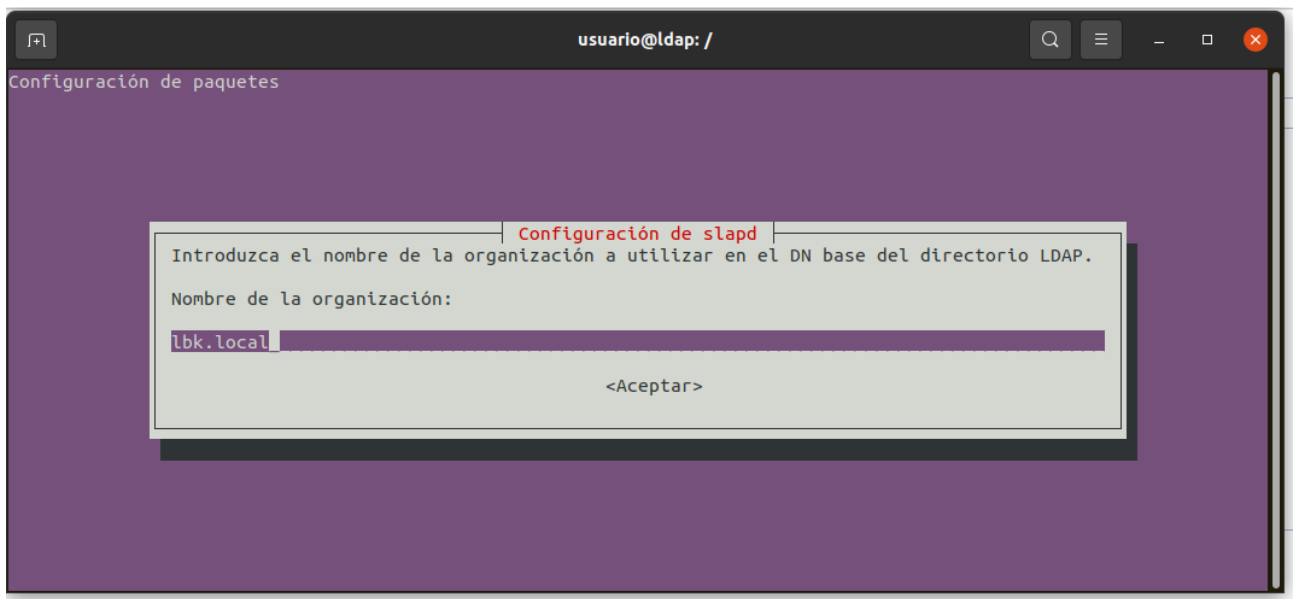 usuario@ldap: /
Configuración de paquetes
Configuración de slapd
Introduzca el nombre de la organización a utilizar en el DN base del directorio LDAP.
Nombre de la organización:
lbk.local
<Aceptar>